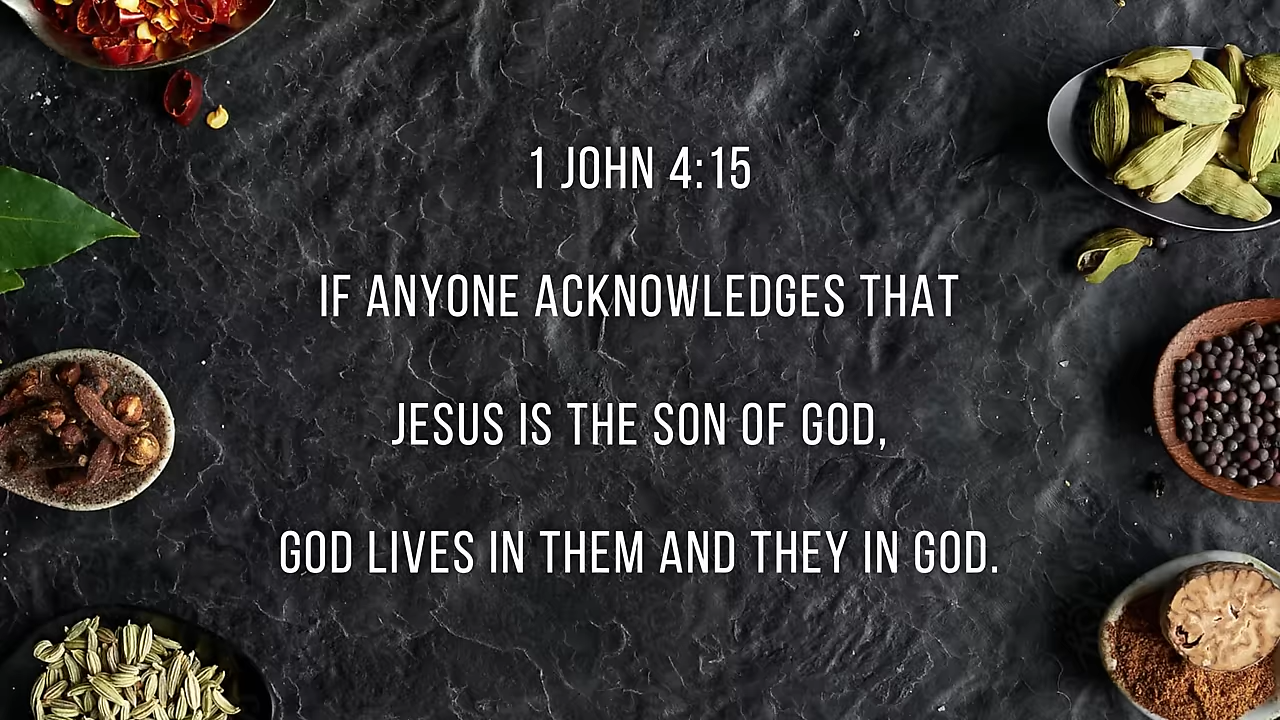 1 JOHN 4:15
IF ANYONE ACKNOWLEDGES THAT
JESUS IS THE SON OF GOD,
GOD LIVES IN THEM AND THEY IN GOD.